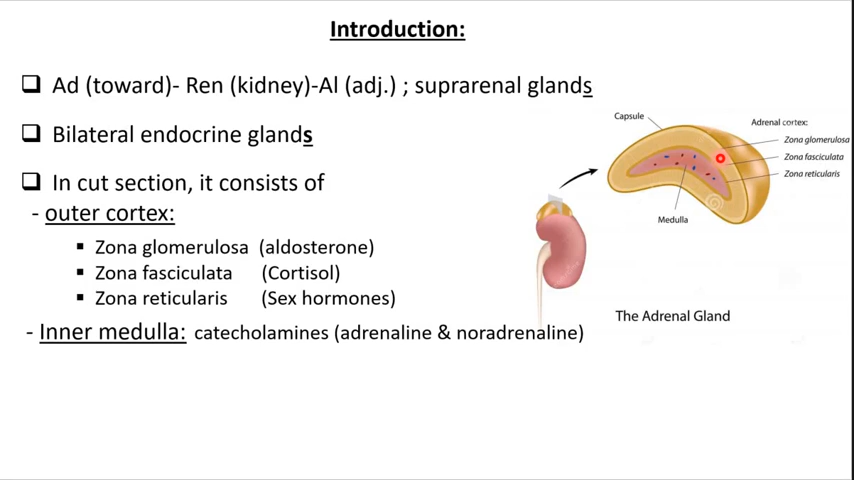 Introduction:
Ad (toward)- Ren (kidney)-Al (adj.) ; suprarenal glands
Bilateral endocrine glands
In cut section, it consists of
- outer cortex:
Zona glomerulosa (aldosterone)
Zona fasciculata (Cortisol)
Zona reticularis (Sex hormones)
- Inner medulla: catecholamines (adrenaline & noradrenaline)
Capsule
Adrenal cortex:
Zona glomerulosa
Zona fasciculata
Zona reticularis
Medulla
The Adrenal Gland